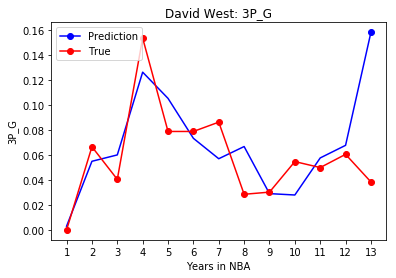 David West: 3P_G
Prediction
True
3P_G
0.16
0.14
0.12
0.10
0.08
0.06
0.04
0.02
0.00
1 2 3 4 5 6 7 8 9 10 11 12 13
Years in NBA